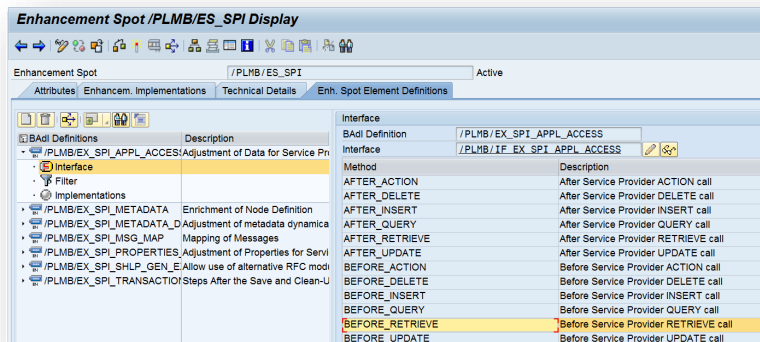 Enhancement Spot /PLMB/ES_SPI Display
Enhancement Spot /PLMB/ES_SPI Active
Attributes Enhancem. Implementations Technical Details Enh. Spot Element Definitions
BAdI Definitions Description
/PLMB/EX_SPI_APPL_ACCESS Adjustment of Data for Service Pr
Interface
Filter
Implementations
/PLMB/EX_SPI_METADATA Enrichment of Node Definition
/PLMB/EX_SPI_METADATA_D Adjustment of metadata dynamica
/PLMB/EX_SPI_MSG_MAP Mapping of Messages
/PLMB/EX_SPI_PROPERTIES_ Adjustment of Properties for Servi
/PLMB/EX_SPI_SHLP_GEN_E Allow use of alternative RFC modu
/PLMB/EX_SPI_TRANSACTION Steps After the Save and Clean-U
Interface
BAdI Definition /PLMB/EX_SPI_APPL_ACCESS
Interface /PLMB/IF_EX_SPI_APPL_ACCESS
Method Description
AFTER_ACTION After Service Provider ACTION call
AFTER_DELETE After Service Provider DELETE call
AFTER_INSERT After Service Provider INSERT call
AFTER_QUERY After Service Provider QUERY call
AFTER_RETRIEVE After Service Provider RETRIEVE call
AFTER_UPDATE After Service Provider UPDATE call
BEFORE_ACTION Before Service Provider ACTION call
BEFORE_DELETE Before Service Provider DELETE call
BEFORE_INSERT Before Service Provider INSERT call
BEFORE_QUERY Before Service Provider QUERY call
BEFORE_RETRIEVE Before Service Provider RETRIEVE call
BEFORE_UPDATE Before Service Provider UPDATE call